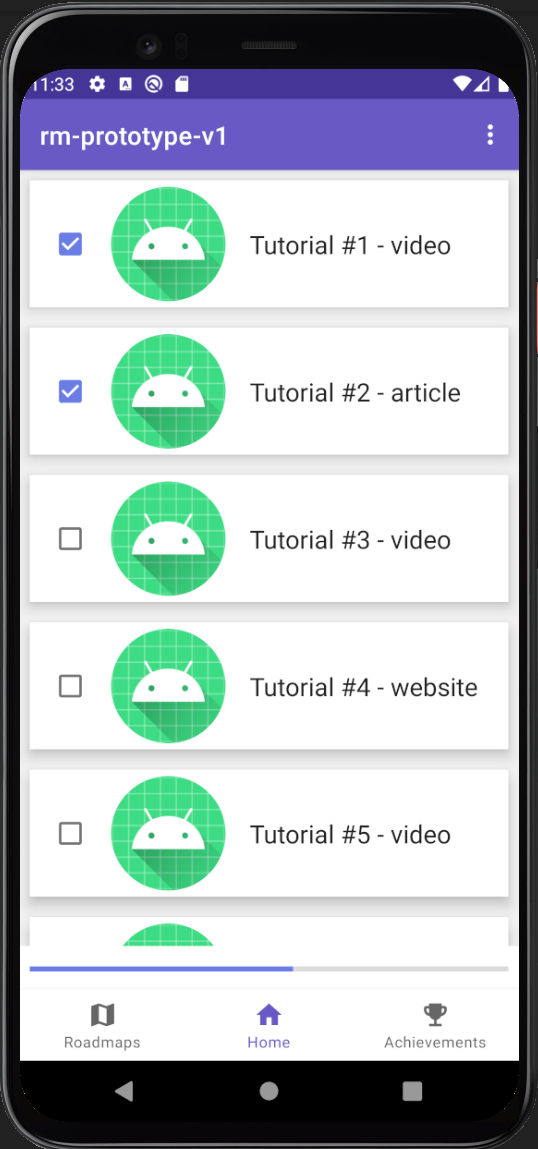 11:33
rm-prototype-v1
Tutorial #1 - video
Tutorial #2 - article
Tutorial #3 - video
Tutorial #4 - website
Tutorial #5 - video
Roadmaps
Home
Achievements